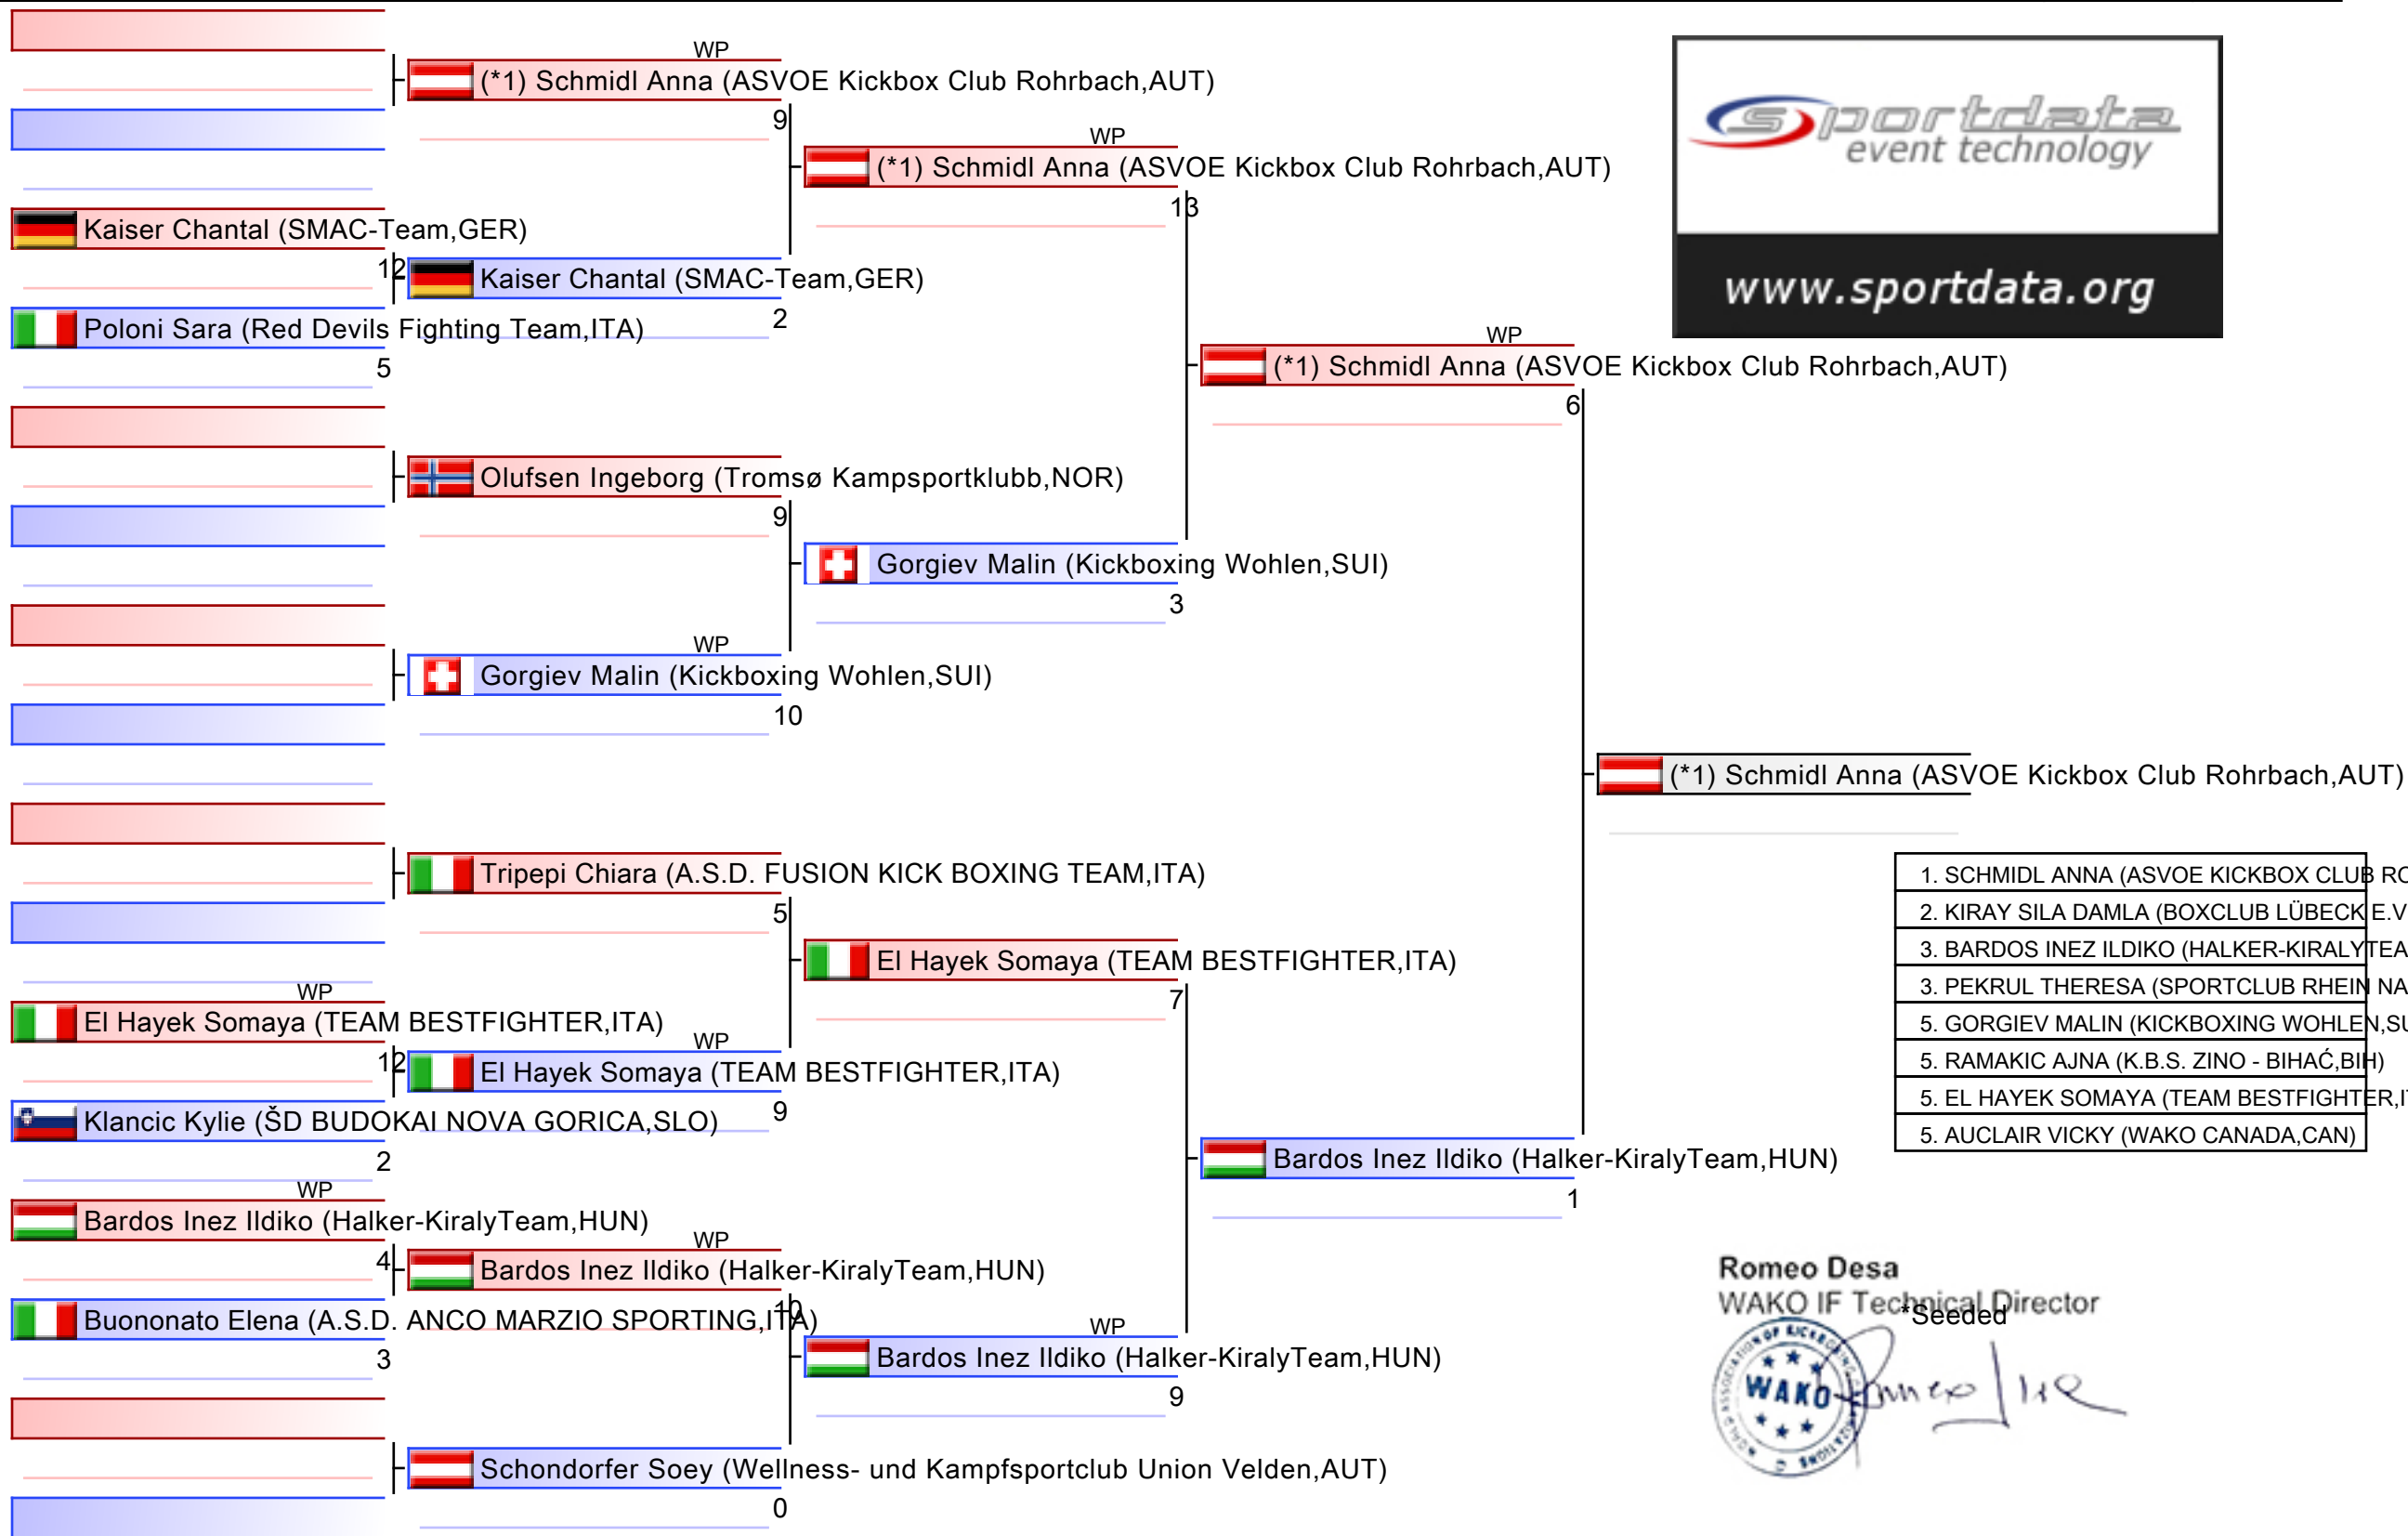 WP
(*1) Schmidl Anna (ASVOE Kickbox Club Rohrbach,AUT)
9
WP
(*1) Schmidl Anna (ASVOE Kickbox Club Rohrbach,AUT)
13
Kaiser Chantal (SMAC-Team,GER)
12
Kaiser Chantal (SMAC-Team,GER)
2
Poloni Sara (Red Devils Fighting Team,ITA)
5
WP
(*1) Schmidl Anna (ASVOE Kickbox Club Rohrbach,AUT)
6
Olufsen Ingeborg (Tromsø Kampsportklubb,NOR)
9
Gorgiev Malin (Kickboxing Wohlen,SUI)
3
WP
Gorgiev Malin (Kickboxing Wohlen,SUI)
10
(*1) Schmidl Anna (ASVOE Kickbox Club Rohrbach,AUT)
Tripepi Chiara (A.S.D. FUSION KICK BOXING TEAM,ITA)
5
El Hayek Somaya (TEAM BESTFIGHTER,ITA)
7
WP
El Hayek Somaya (TEAM BESTFIGHTER,ITA)
12
WP
El Hayek Somaya (TEAM BESTFIGHTER,ITA)
9
Klancic Kylie (ŠD BUDOKAI NOVA GORICA,SLO)
2
Bardos Inez Ildiko (Halker-KiralyTeam,HUN)
1
WP
Bardos Inez Ildiko (Halker-KiralyTeam,HUN)
4
WP
Bardos Inez Ildiko (Halker-KiralyTeam,HUN)
10
Buononato Elena (A.S.D. ANCO MARZIO SPORTING,ITA)
3
WP
Bardos Inez Ildiko (Halker-KiralyTeam,HUN)
9
Schondorfer Soey (Wellness- und Kampfsportclub Union Velden,AUT)
0
sportdata
event technology
www.sportdata.org
1. SCHMIDL ANNA (ASVOE KICKBOX CLUB RO
2. KIRAY SILA DAMLA (BOXCLUB LÜBECK E.V
3. BARDOS INEZ ILDIKO (HALKER-KIRALYTEA
3. PEKRUL THERESA (SPORTCLUB RHEIN NA
5. GORGIEV MALIN (KICKBOXING WOHLEN,SU
5. RAMAKIC AJNA (K.B.S. ZINO - BIHAĆ,BIH)
5. EL HAYEK SOMAYA (TEAM BESTFIGHTER,I
5. AUCLAIR VICKY (WAKO CANADA,CAN)
Romeo Desa
WAKO IF Technical Director
*Seeded
WAKO